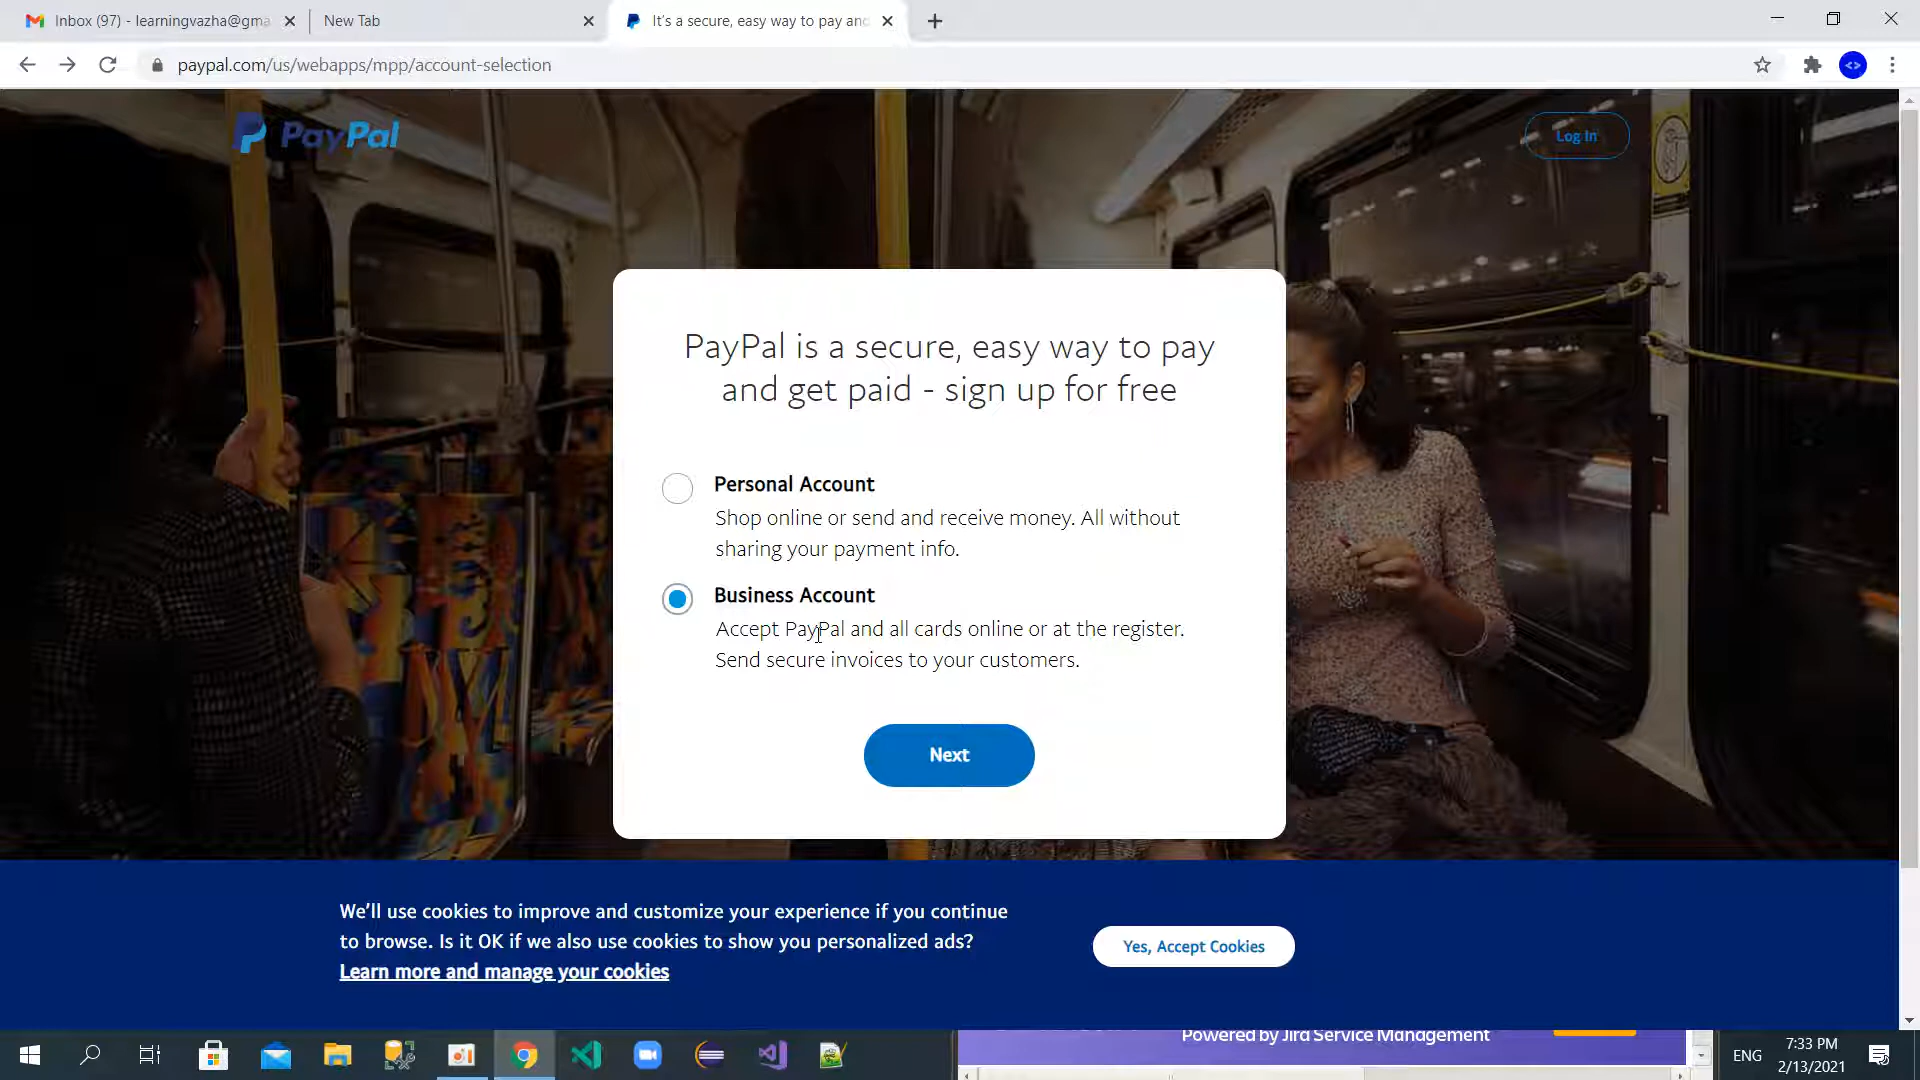 Inbox (97) - learningvazha@gma
New Tab
It's a secure, easy way to pay and
paypal.com/us/webapps/mpp/account-selection
PayPal
Log In
PayPal is a secure, easy way to pay
and get paid - sign up for free
Personal Account
Shop online or send and receive money. All without
sharing your payment info.
Business Account
Accept PayPal and all cards online or at the register.
Send secure invoices to your customers.
Next
We'll use cookies to improve and customize your experience if you continue
to browse. Is it OK if we also use cookies to show you personalized ads?
Learn more and manage your cookies
Yes, Accept Cookies
Powered by Jira Service Management
ENG
7:33 PM
2/13/2021